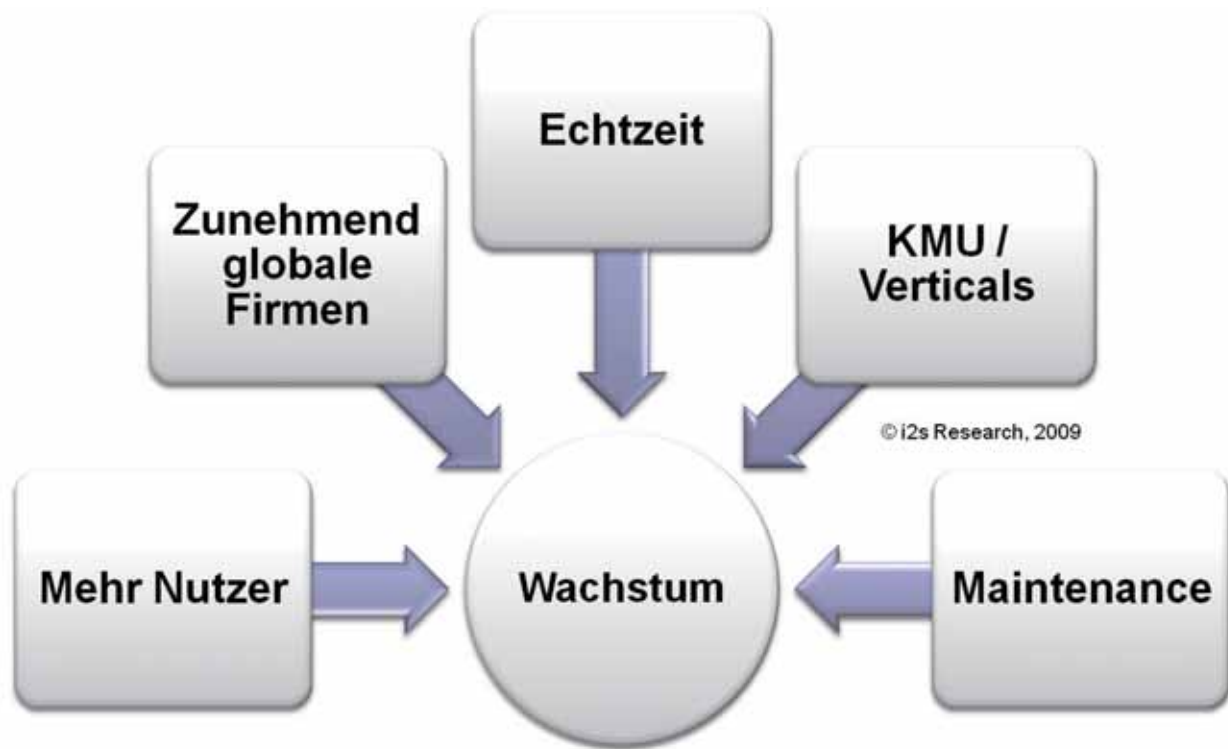 Echtzeit
Zunehmend
globale
Firmen
KMU /
Verticals
© i2s Research, 2009
Mehr Nutzer
Wachstum
Maintenance